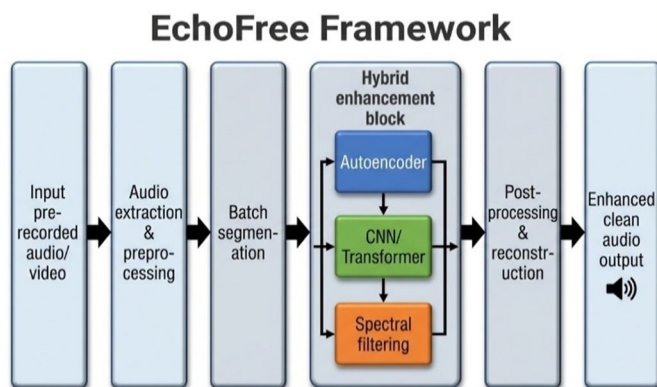 EchoFree Framework
Input
pre-
recorded
audio/
video
Audio
extraction
&
prepro-
cessing
Batch
segmen-
ation
Hybrid
enhancement
block
Autoencoder
CNN/
Transformer
Spectral
filtering
Post-
processing
&
reconstr-
uction
Enhanced
clean
audio
output